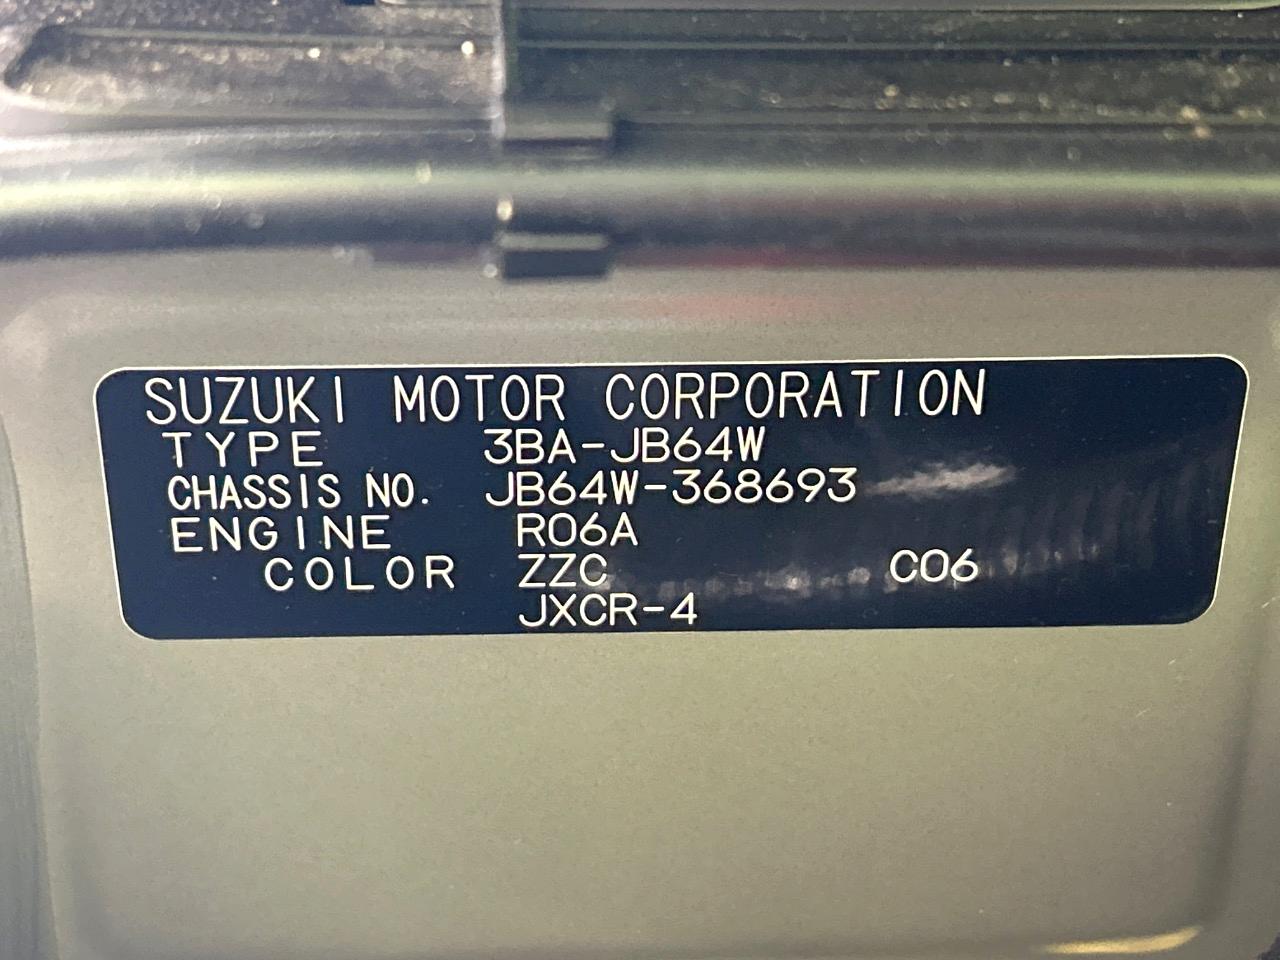 SUZUKI MOTOR CORPORATION
TYPE 3BA-JB64W
CHASSIS NO. JB64W-368693
ENGINE R06A
COLOR ZZC C06
JXCR-4